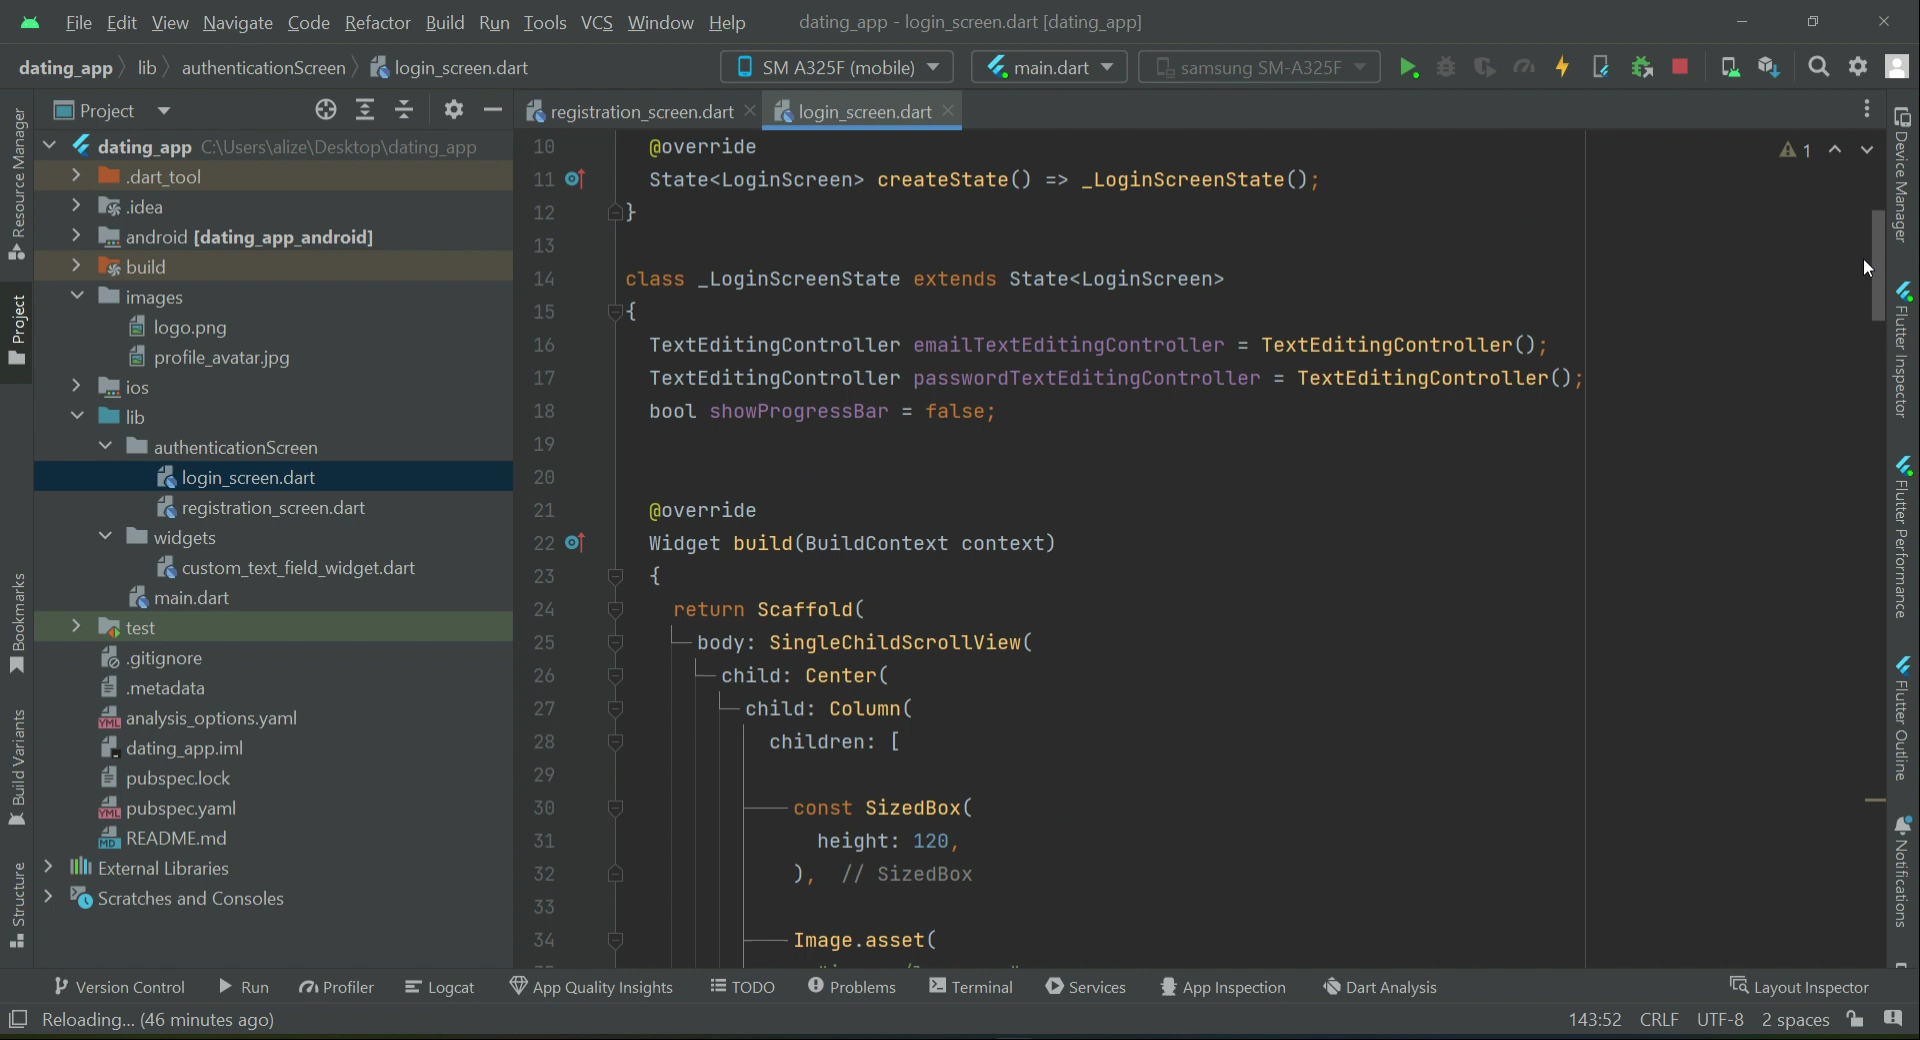 File Edit View Navigate Code Refactor Build Run Tools VCS Window Help dating_app - login_screen.dart [dating_app]
dating_app lib authenticationScreen login_screen.dart SM A325F (mobile) main.dart samsung SM-A325F
Project
registration_screen.dart login_screen.dart
dating_app C:\Users\alize\Desktop\dating_app
.dart_tool
.idea
android [dating_app_android]
build
images
logo.png
profile_avatar.jpg
ios
lib
authenticationScreen
login_screen.dart
registration_screen.dart
widgets
custom_text_field_widget.dart
main.dart
test
.gitignore
.metadata
analysis_options.yaml
dating_app.iml
pubspec.lock
pubspec.yaml
README.md
External Libraries
Scratches and Consoles
10 @override
11 State<LoginScreen> createState() => _LoginScreenState();
12 }
13
14 class _LoginScreenState extends State<LoginScreen>
15 {
16 TextEditingController emailTextEditingController = TextEditingController();
17 TextEditingController passwordTextEditingController = TextEditingController();
18 bool showProgressBar = false;
19
20
21 @override
22 Widget build(BuildContext context)
23 {
24 return Scaffold(
25 body: SingleChildScrollView(
26 child: Center(
27 child: Column(
28 children: [
29
30 const SizedBox(
31 height: 120,
32 ), // SizedBox
33
34 Image.asset(
1
Resource Manager
Project
Bookmarks
Build Variants
Structure
Device Manager
Flutter Inspector
Flutter Performance
Flutter Outline
Notifications
Version Control Run Profiler Logcat App Quality Insights TODO Problems Terminal Services App Inspection Dart Analysis Layout Inspector
Reloading... (46 minutes ago) 143:52 CRLF UTF-8 2 spaces